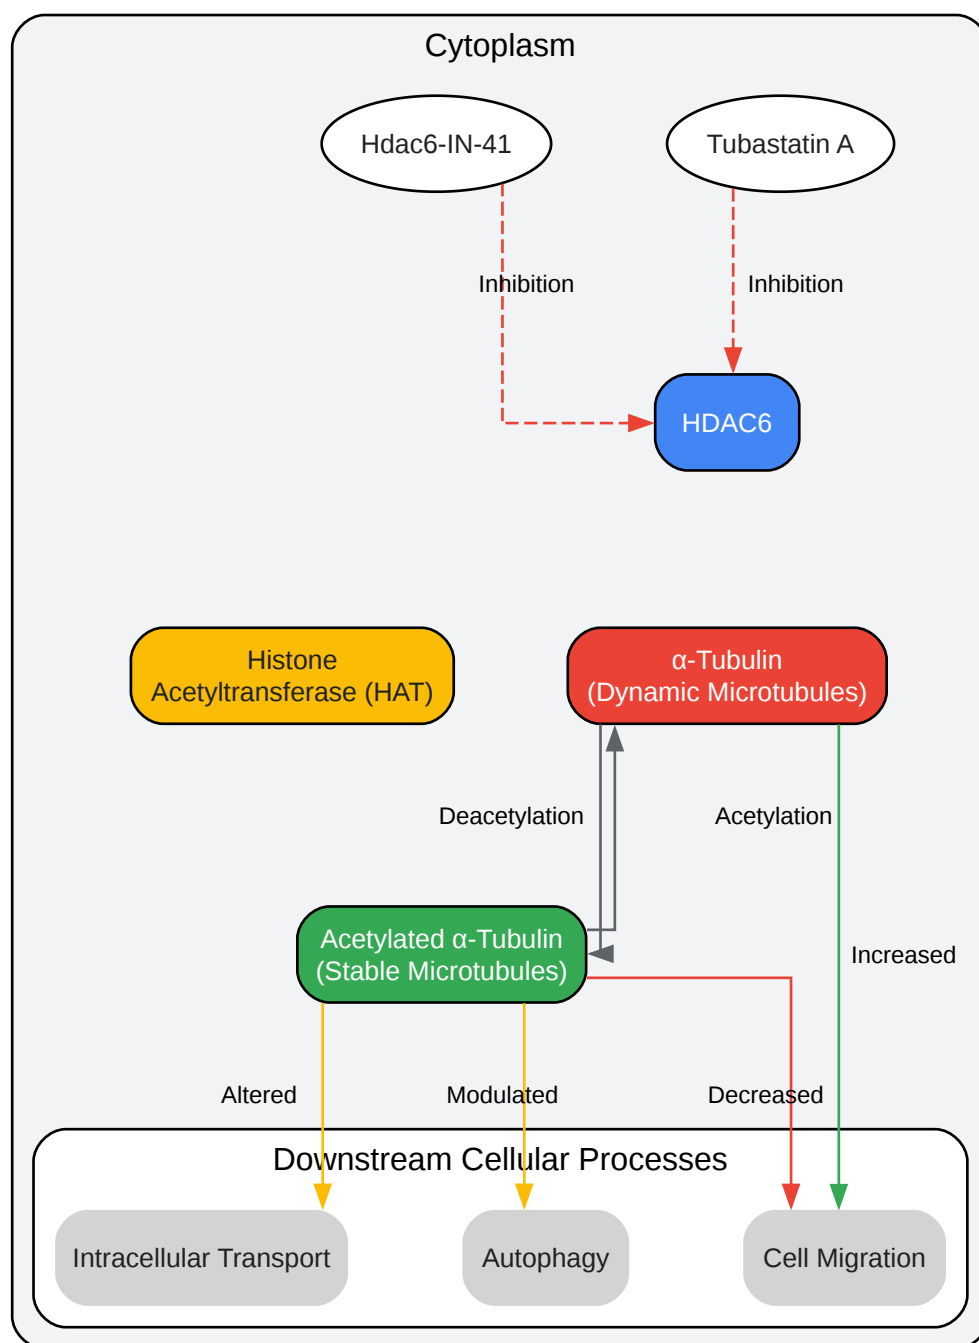 Cytoplasm
Hdac6-IN-41
Tubastatin A
Inhibition
Inhibition
HDAC6
Histone
Acetyltransferase (HAT)
α-Tubulin
(Dynamic Microtubules)
Deacetylation
Acetylation
Acetylated α-Tubulin
(Stable Microtubules)
Increased
Altered
Modulated
Decreased
Downstream Cellular Processes
Intracellular Transport
Autophagy
Cell Migration